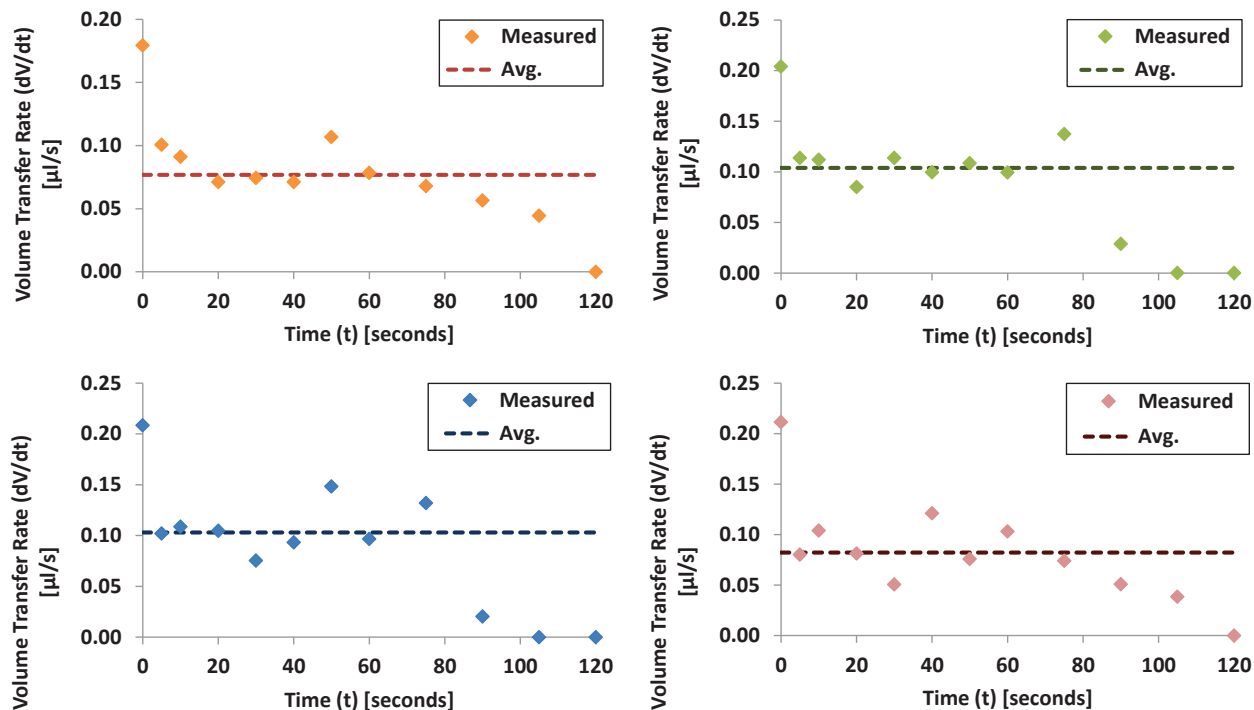 Volume Transfer Rate (dV/dt)
[µl/s]
0.20
0.15
0.10
0.05
0.00
0 20 40 60 80 100 120
Time (t) [seconds]
Measured
Avg.
Volume Transfer Rate (dV/dt)
[µl/s]
0.25
0.20
0.15
0.10
0.05
0.00
0 20 40 60 80 100 120
Time (t) [seconds]
Measured
Avg.
Volume Transfer Rate (dV/dt)
[µl/s]
0.25
0.20
0.15
0.10
0.05
0.00
0 20 40 60 80 100 120
Time (t) [seconds]
Measured
Avg.
Volume Transfer Rate (dV/dt)
[µl/s]
0.25
0.20
0.15
0.10
0.05
0.00
0 20 40 60 80 100 120
Time (t) [seconds]
Measured
Avg.